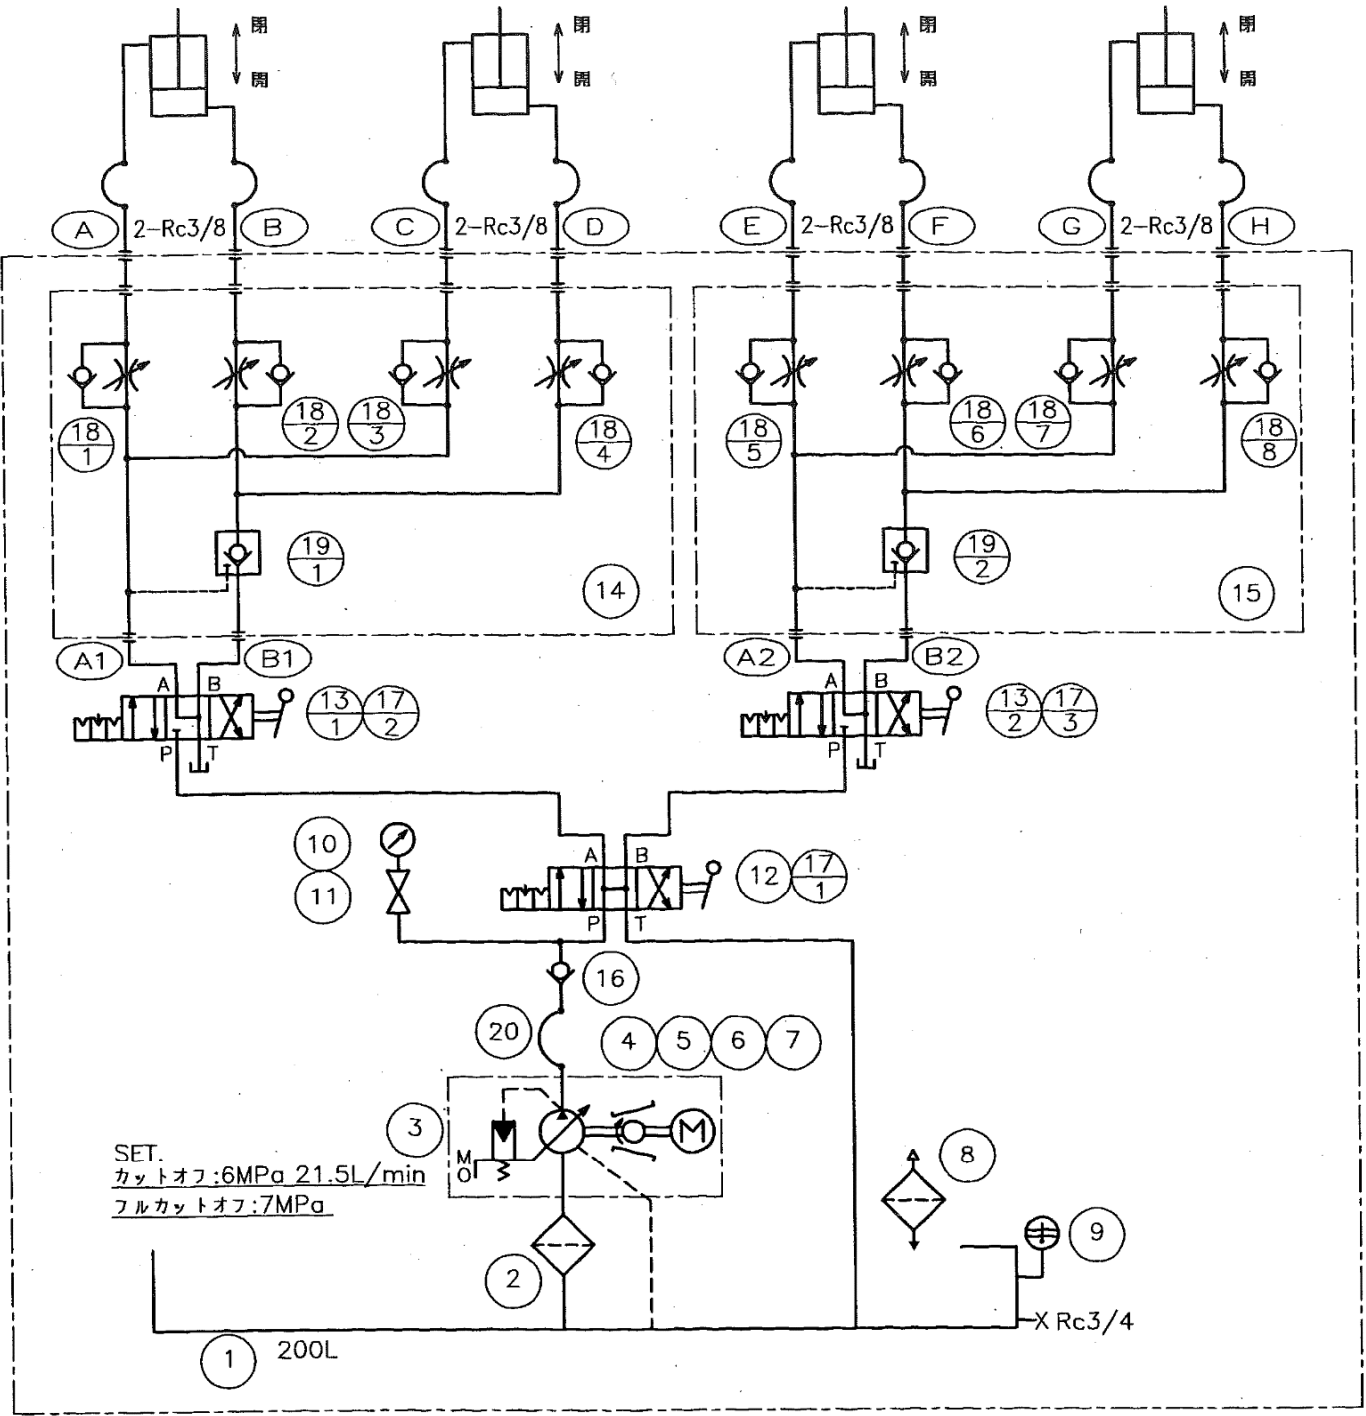 閉 閉 閉 閉
開 開 開 開
A 2-Rc3/8 B C 2-Rc3/8 D E 2-Rc3/8 F G 2-Rc3/8 H
18/1 18/2 18/3 18/4 18/5 18/6 18/7 18/8
19/1 19/2
14 15
A1 B1 A2 B2
A B A B
13/1 17/2 13/2 17/3
P T P T
10
11
A B
12 17/1
P T
16
20 4 5 6 7
3
M
O
M
SET.
カットオフ:6MPa 21.5L/min
フルカットオフ:7MPa
8
9
2
X Rc3/4
1 200L